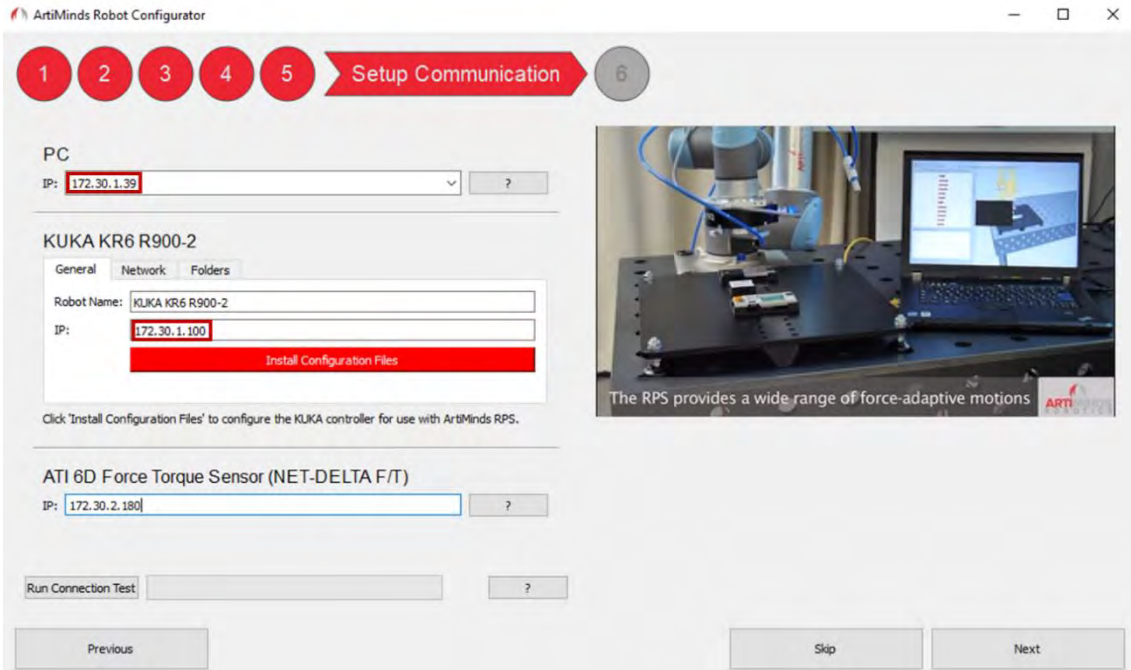 ArtiMinds Robot Configurator
1 2 3 4 5 Setup Communication 6
PC
IP: 172.30.1.39 ?
KUKA KR6 R900-2
General Network Folders
Robot Name: KUKA KR6 R900-2
IP: 172.30.1.100
Install Configuration Files
Click 'Install Configuration Files' to configure the KUKA controller for use with ArtiMinds RPS.
ATI 6D Force Torque Sensor (NET-DELTA F/T)
IP: 172.30.2.180 ?
Run Connection Test ?
The RPS provides a wide range of force-adaptive motions
ARTIMINDS
ROBOTICS
Previous Skip Next